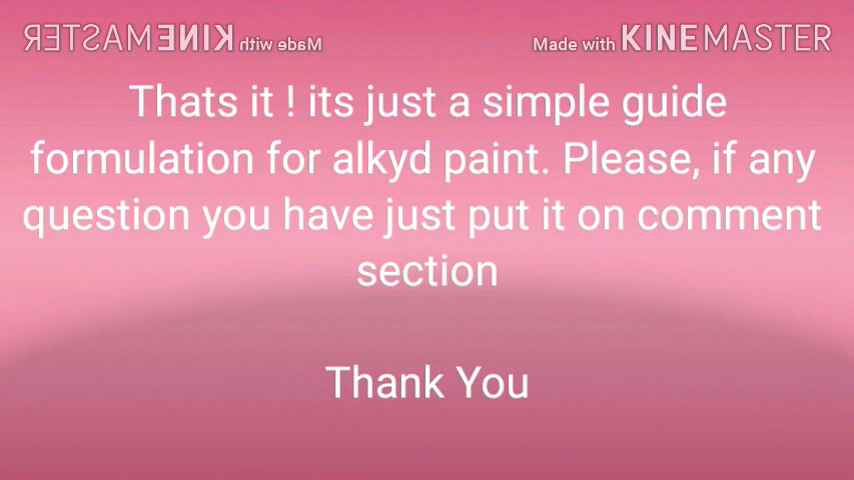 Made with KINEMASTER
Made with KINEMASTER
Thats it ! its just a simple guide
formulation for alkyd paint. Please, if any
question you have just put it on comment
section
Thank You